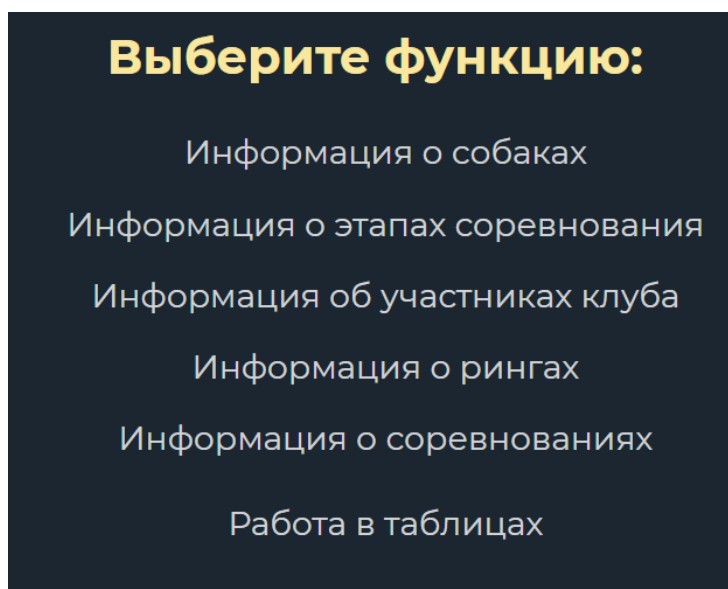 Выберите функцию:
Информация о собаках
Информация о этапах соревнования
Информация об участниках клуба
Информация о рингах
Информация о соревнованиях
Работа в таблицах